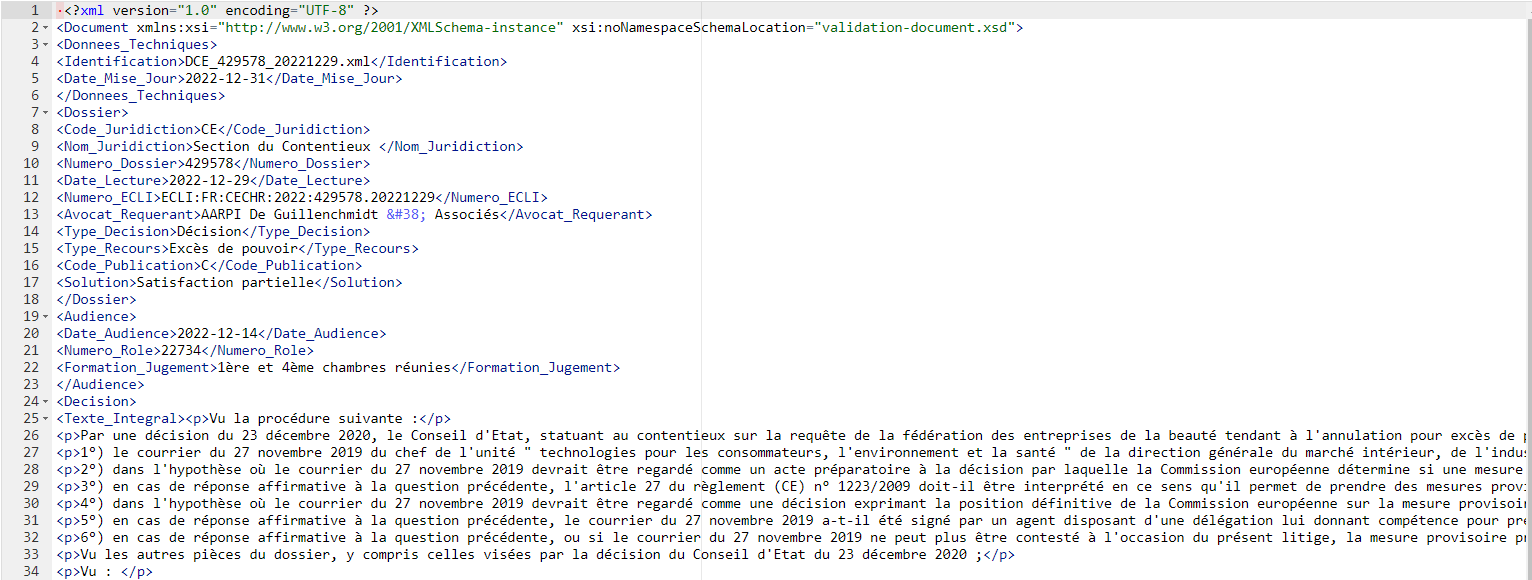 1 <?xml version="1.0" encoding="UTF-8" ?>
2 <Document xmlns:xsi="http://www.w3.org/2001/XMLSchema-instance" xsi:noNamespaceSchemaLocation="validation-document.xsd">
3 <Donnees_Techniques>
4 <Identification>DCE_429578_20221229.xml</Identification>
5 <Date_Mise_Jour>2022-12-31</Date_Mise_Jour>
6 </Donnees_Techniques>
7 <Dossier>
8 <Code_Juridiction>CE</Code_Juridiction>
9 <Nom_Juridiction>Section du Contentieux </Nom_Juridiction>
10 <Numero_Dossier>429578</Numero_Dossier>
11 <Date_Lecture>2022-12-29</Date_Lecture>
12 <Numero_ECLI>ECLI:FR:CECHR:2022:429578.20221229</Numero_ECLI>
13 <Avocat_Requerant>AARPI De Guillenchmidt &#38; Associés</Avocat_Requerant>
14 <Type_Decision>Décision</Type_Decision>
15 <Type_Recours>Excès de pouvoir</Type_Recours>
16 <Code_Publication>C</Code_Publication>
17 <Solution>Satisfaction partielle</Solution>
18 </Dossier>
19 <Audience>
20 <Date_Audience>2022-12-14</Date_Audience>
21 <Numero_Role>22734</Numero_Role>
22 <Formation_Jugement>1ère et 4ème chambres réunies</Formation_Jugement>
23 </Audience>
24 <Decision>
25 <Texte_Integral><p>Vu la procédure suivante :</p>
26 <p>Par une décision du 23 décembre 2020, le Conseil d'Etat, statuant au contentieux sur la requête de la fédération des entreprises de la beauté tendant à l'annulation pour excès de
27 <p>1°) le courrier du 27 novembre 2019 du chef de l'unité " technologies pour les consommateurs, l'environnement et la santé " de la direction générale du marché intérieur, de l'indus
28 <p>2°) dans l'hypothèse où le courrier du 27 novembre 2019 devrait être regardé comme un acte préparatoire à la décision par laquelle la Commission européenne détermine si une mesure
29 <p>3°) en cas de réponse affirmative à la question précédente, l'article 27 du règlement (CE) n° 1223/2009 doit-il être interprété en ce sens qu'il permet de prendre des mesures provi
30 <p>4°) dans l'hypothèse où le courrier du 27 novembre 2019 devrait être regardé comme une décision exprimant la position définitive de la Commission européenne sur la mesure provisoi
31 <p>5°) en cas de réponse affirmative à la question précédente, le courrier du 27 novembre 2019 a-t-il été signé par un agent disposant d'une délégation lui donnant compétence pour pre
32 <p>6°) en cas de réponse affirmative à la question précédente, ou si le courrier du 27 novembre 2019 ne peut plus être contesté à l'occasion du présent litige, la mesure provisoire pr
33 <p>Vu les autres pièces du dossier, y compris celles visées par la décision du Conseil d'Etat du 23 décembre 2020 ;</p>
34 <p>Vu : </p>